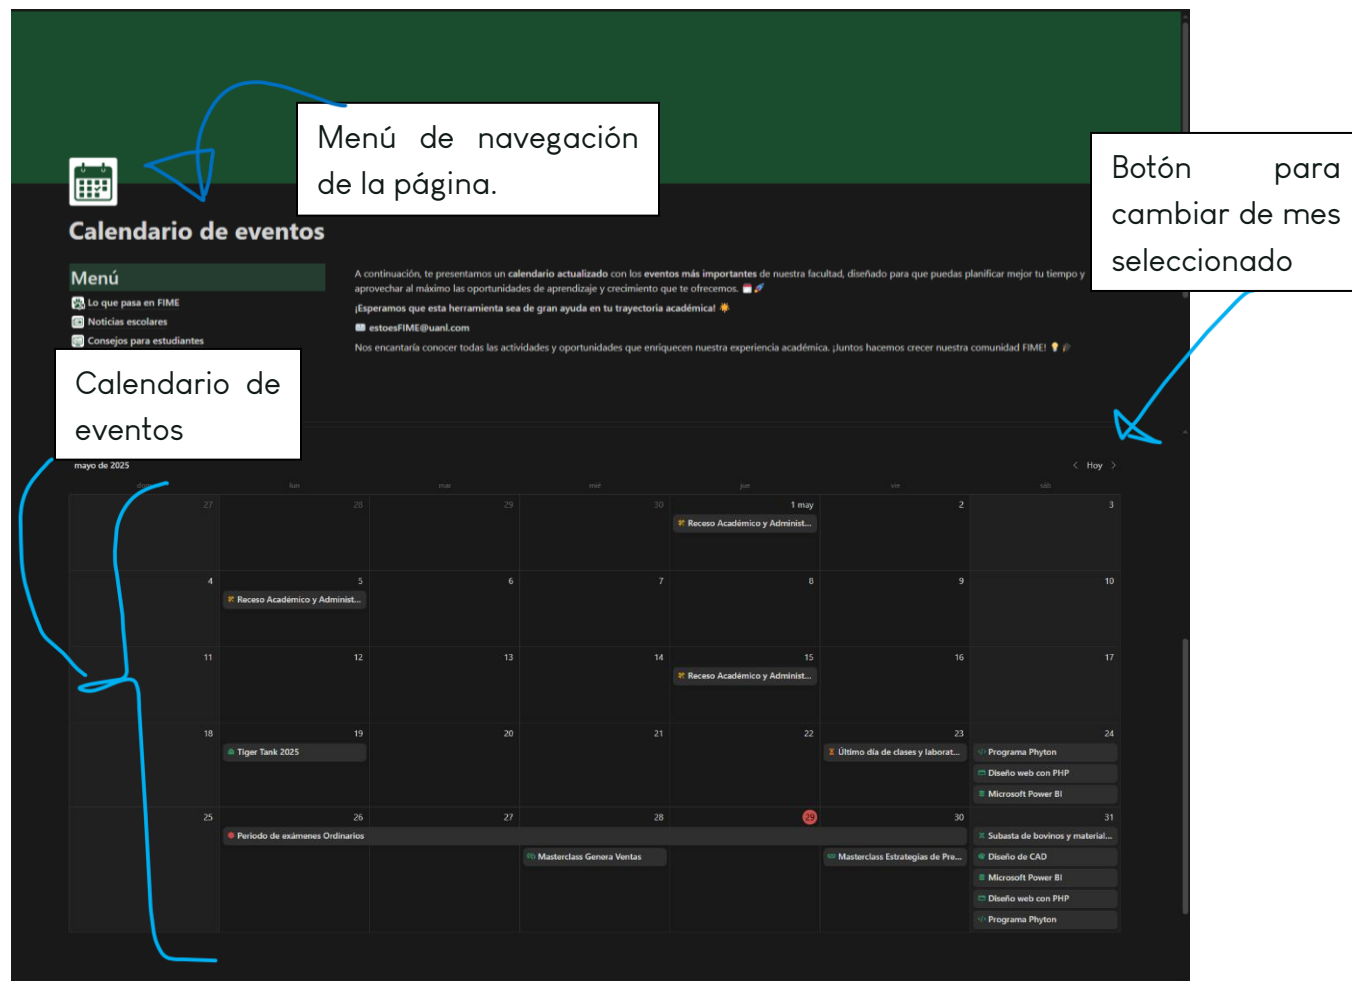 Menú de navegación
de la página.
Botón para
cambiar de mes
seleccionado
Calendario de eventos
Menú
Lo que pasa en FIME
Noticias escolares
Consejos para estudiantes
A continuación, te presentamos un calendario actualizado con los eventos más importantes de nuestra facultad, diseñado para que puedas planificar mejor tu tiempo y
aprovechar al máximo las oportunidades de aprendizaje y crecimiento que te ofrecemos.
¡Esperamos que esta herramienta sea de gran ayuda en tu trayectoria académica!
estoesFIME@uanl.com
Nos encantaría conocer todas las actividades y oportunidades que enriquecen nuestra experiencia académica. ¡Juntos hacemos crecer nuestra comunidad FIME!
Calendario de
eventos
mayo de 2025
< Hoy >
lun mar mié jue vie sáb
27 28 29 30 1 may 2 3
Receso Académico y Administ...
4 5 6 7 8 9 10
Receso Académico y Administ...
11 12 13 14 15 16 17
Receso Académico y Administ...
18 19 20 21 22 23 24
Tiger Tank 2025 Último día de clases y laborat... Programa Phyton
Diseño web con PHP
Microsoft Power BI
25 26 27 28 29 30 31
Periodo de exámenes Ordinarios Subasta de bovinos y material...
Masterclass Genera Ventas Masterclass Estrategias de Pre... Diseño de CAD
Microsoft Power BI
Diseño web con PHP
Programa Phyton